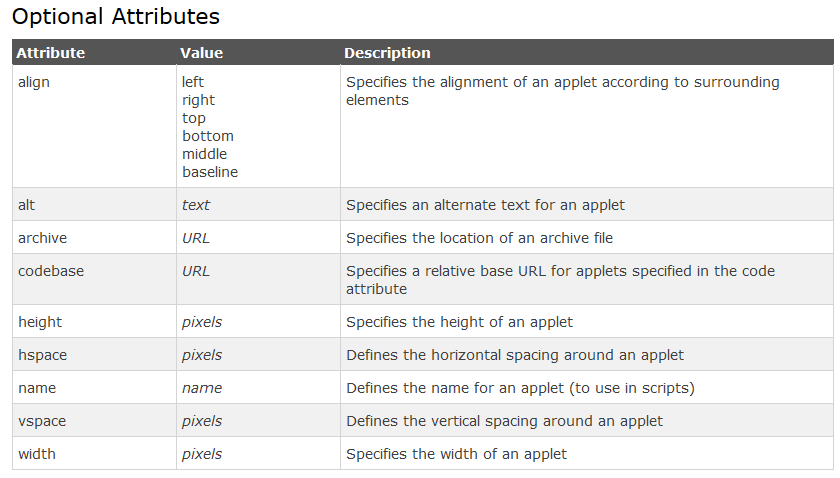 Optional Attributes
Attribute Value Description
align left Specifies the alignment of an applet according to surrounding
right elements
top
bottom
middle
baseline
alt text Specifies an alternate text for an applet
archive URL Specifies the location of an archive file
codebase URL Specifies a relative base URL for applets specified in the code
attribute
height pixels Specifies the height of an applet
hspace pixels Defines the horizontal spacing around an applet
name name Defines the name for an applet (to use in scripts)
vspace pixels Defines the vertical spacing around an applet
width pixels Specifies the width of an applet